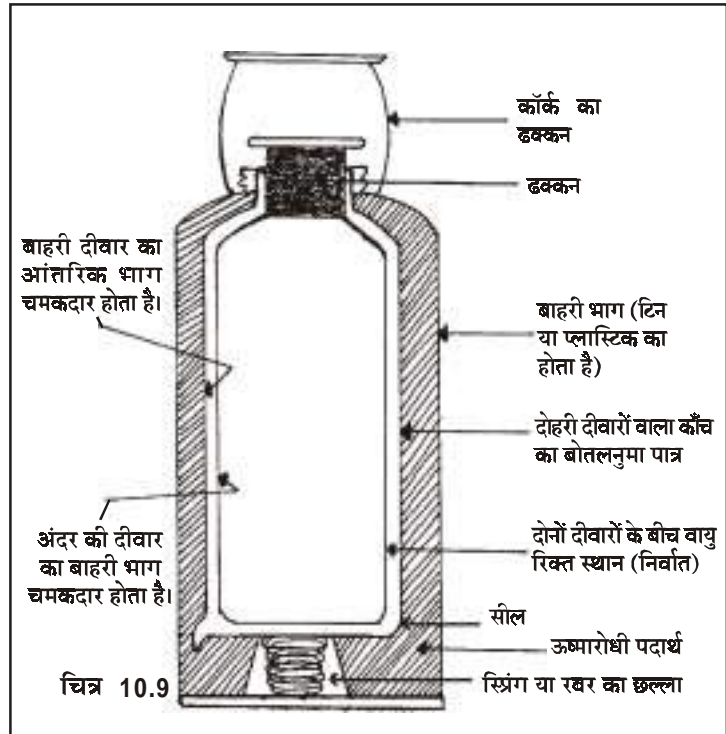 कॉर्क का
ढक्कन
ढक्कन
बाहरी दीवार का
आंतरिक भाग
चमकदार होता है।
बाहरी भाग (टिन
या प्लास्टिक का
होता है)
दोहरी दीवारों वाला काँच
का बोतलनुमा पात्र
अंदर की दीवार
का बाहरी भाग
चमकदार होता है।
दोनों दीवारों के बीच वायु
रिक्त स्थान (निर्वात)
सील
ऊष्मारोधी पदार्थ
स्प्रिंग या रबर का छल्ला
चित्र 10.9